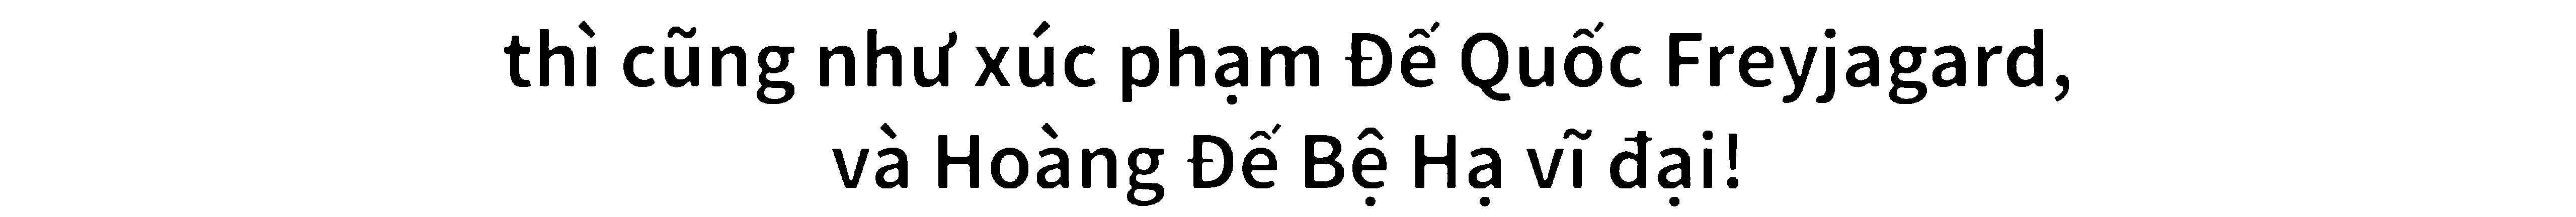 thì cũng như xúc phạm Đế Quốc Freyjagard,
và Hoàng Đế Bệ Hạ vĩ đại!